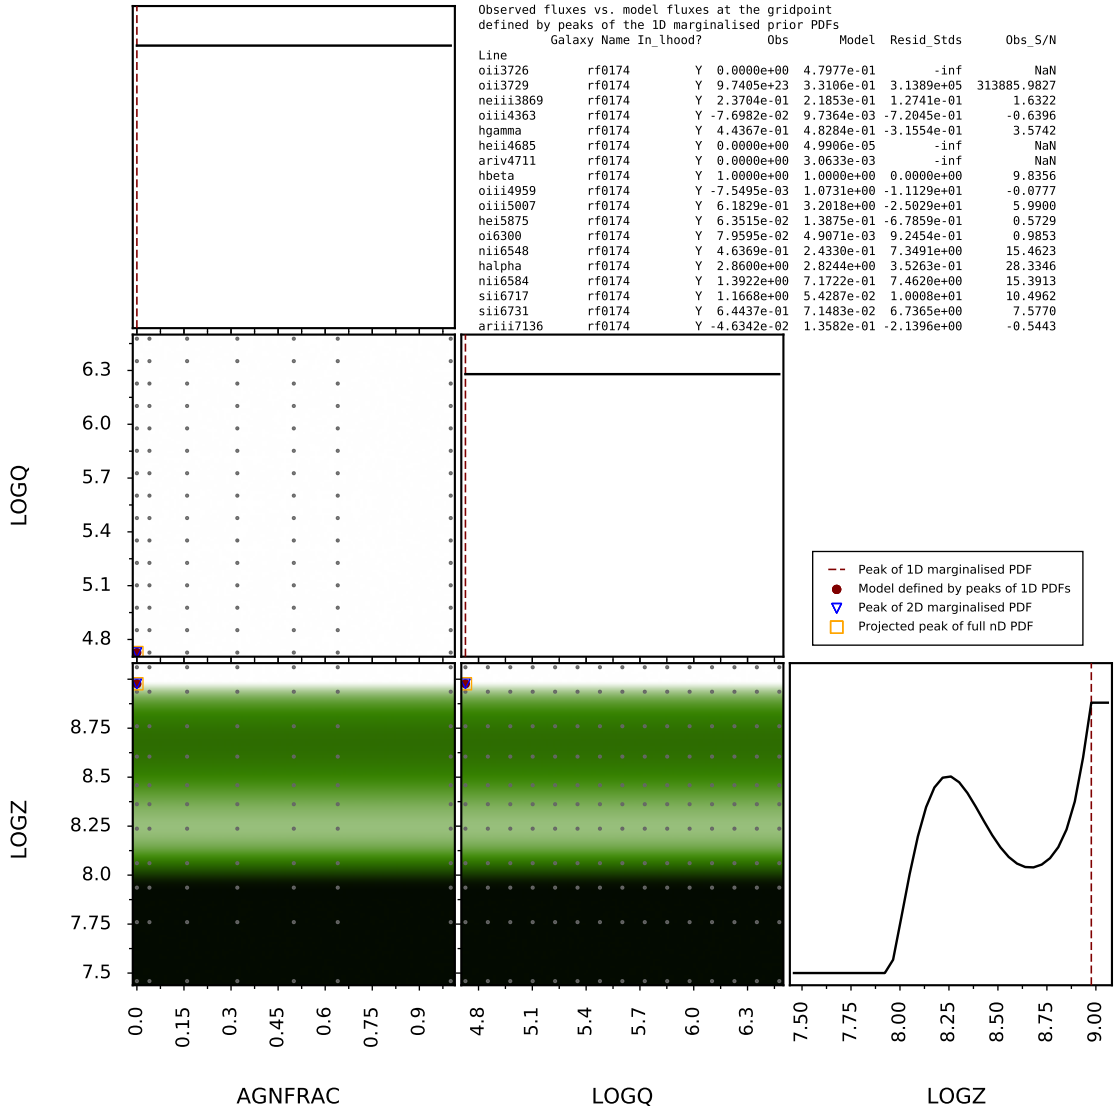 Observed fluxes vs. model fluxes at the gridpoint
defined by peaks of the 1D marginalised prior PDFs
Galaxy Name In_lhood? Obs Model Resid_Stds Obs_S/N
Line
oii3726 rf0174 Y 0.0000e+00 4.7977e-01 -inf NaN
oii3729 rf0174 Y 9.7405e+23 3.3106e-01 3.1389e+05 313885.9827
neiii3869 rf0174 Y 2.3704e-01 2.1853e-01 1.2741e-01 1.6322
oiii4363 rf0174 Y -7.6982e-02 9.7364e-03 -7.2045e-01 -0.6396
hgamma rf0174 Y 4.4367e-01 4.8284e-01 -3.1554e-01 3.5742
heii4685 rf0174 Y 0.0000e+00 4.9906e-05 -inf NaN
ariv4711 rf0174 Y 0.0000e+00 3.0633e-03 -inf NaN
hbeta rf0174 Y 1.0000e+00 1.0000e+00 0.0000e+00 9.8356
oiii4959 rf0174 Y -7.5495e-03 1.0731e+00 -1.1129e+01 -0.0777
oiii5007 rf0174 Y 6.1829e-01 3.2018e+00 -2.5029e+01 5.9900
hei5875 rf0174 Y 6.3515e-02 1.3875e-01 -6.7859e-01 0.5729
oi6300 rf0174 Y 7.9595e-02 4.9071e-03 9.2454e-01 0.9853
nii6548 rf0174 Y 4.6369e-01 2.4330e-01 7.3491e+00 15.4623
halpha rf0174 Y 2.8600e+00 2.8244e+00 3.5263e-01 28.3346
nii6584 rf0174 Y 1.3922e+00 7.1722e-01 7.4620e+00 15.3913
sii6717 rf0174 Y 1.1668e+00 5.4287e-02 1.0008e+01 10.4962
sii6731 rf0174 Y 6.4437e-01 7.1483e-02 6.7365e+00 7.5770
ariii7136 rf0174 Y -4.6342e-02 1.3582e-01 -2.1396e+00 -0.5443
6.3
6.0
5.7
5.4
5.1
4.8
LOGQ
Peak of 1D marginalised PDF
Model defined by peaks of 1D PDFs
Peak of 2D marginalised PDF
Projected peak of full nD PDF
8.75
8.5
8.25
8.0
7.75
7.5
LOGZ
0.0 0.15 0.3 0.45 0.6 0.75 0.9
4.8 5.1 5.4 5.7 6.0 6.3
7.50 7.75 8.00 8.25 8.50 8.75 9.00
AGNFRAC LOGQ LOGZ